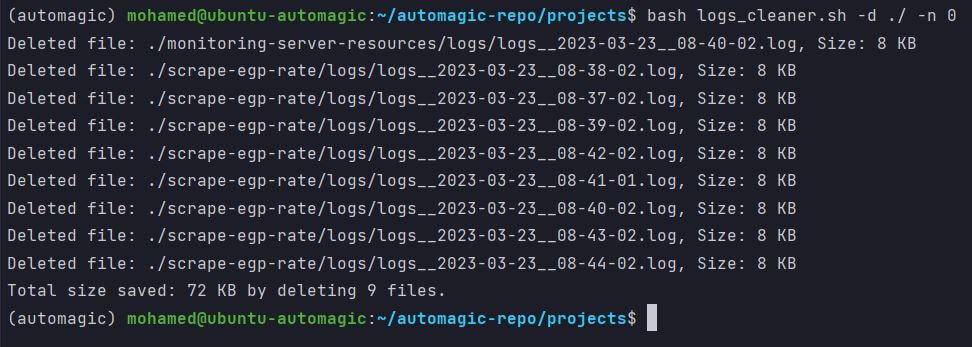 (automagic) mohamed@ubuntu-automagic:~/automagic-repo/projects$ bash logs_cleaner.sh -d ./ -n 0
Deleted file: ./monitoring-server-resources/logs/logs__2023-03-23__08-40-02.log, Size: 8 KB
Deleted file: ./scrape-egp-rate/logs/logs__2023-03-23__08-38-02.log, Size: 8 KB
Deleted file: ./scrape-egp-rate/logs/logs__2023-03-23__08-37-02.log, Size: 8 KB
Deleted file: ./scrape-egp-rate/logs/logs__2023-03-23__08-39-02.log, Size: 8 KB
Deleted file: ./scrape-egp-rate/logs/logs__2023-03-23__08-42-02.log, Size: 8 KB
Deleted file: ./scrape-egp-rate/logs/logs__2023-03-23__08-41-01.log, Size: 8 KB
Deleted file: ./scrape-egp-rate/logs/logs__2023-03-23__08-40-02.log, Size: 8 KB
Deleted file: ./scrape-egp-rate/logs/logs__2023-03-23__08-43-02.log, Size: 8 KB
Deleted file: ./scrape-egp-rate/logs/logs__2023-03-23__08-44-02.log, Size: 8 KB
Total size saved: 72 KB by deleting 9 files.
(automagic) mohamed@ubuntu-automagic:~/automagic-repo/projects$